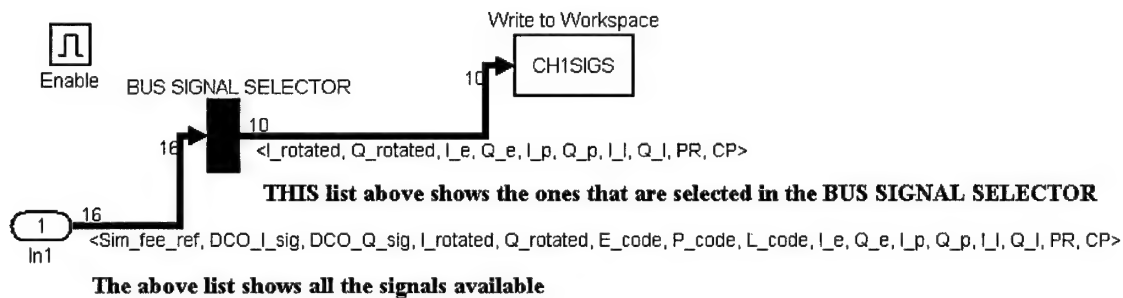 Write to Workspace
CH1SIGS
10
Enable
BUS SIGNAL SELECTOR
16
10
<I_rotated, Q_rotated, I_e, Q_e, I_p, Q_p, I_l, Q_l, PR, CP>
THIS list above shows the ones that are selected in the BUS SIGNAL SELECTOR
1
16
<Sim_fee_ref, DCO_I_sig, DCO_Q_sig, I_rotated, Q_rotated, E_code, P_code, L_code, I_e, Q_e, I_p, Q_p, I_l, Q_l, PR, CP>
In1
The above list shows all the signals available